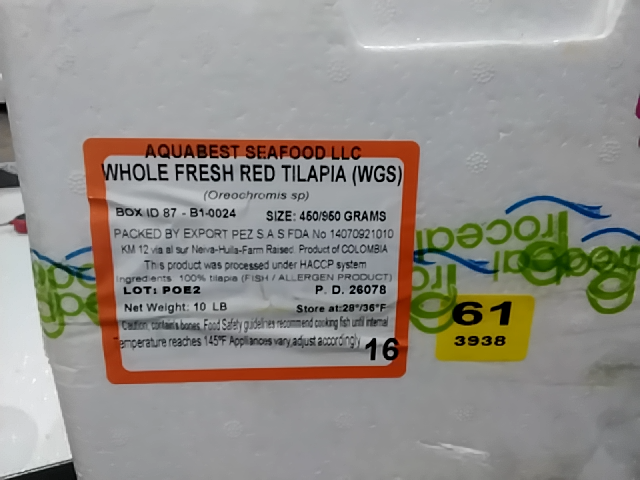 AQUABEST SEAFOOD LLC
WHOLE FRESH RED TILAPIA (WGS)
(Oreochromis sp)
BOX ID 87 - B1-0024 SIZE: 450/950 GRAMS
PACKED BY EXPORT PEZ S.A.S FDA No 14070921010
KM 12 via al sur Neiva-Huila-Farm Raised. Product of COLOMBIA
This product was processed under HACCP system
Ingredients 100% tilapia (FISH / ALLERGEN PRODUCT)
LOT: POE2 P. D. 26078
Net Weight: 10 LB Store at:28°/36°F
Caution, contain's bones, Food Safety guidelines recommend cooking fish until internal
Temperature reaches 145°F Appliances vary,adjust accordingly
16
61
3938